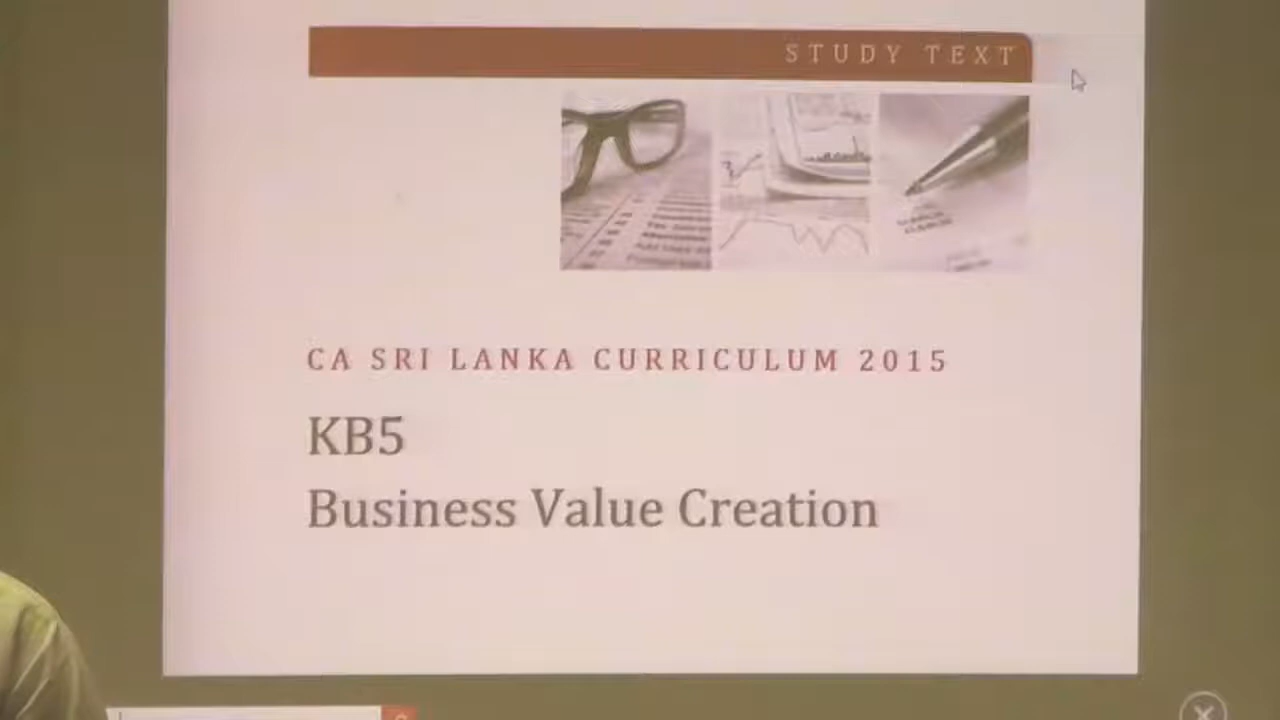 STUDY TEXT
CA SRI LANKA CURRICULUM 2015
KB5
Business Value Creation